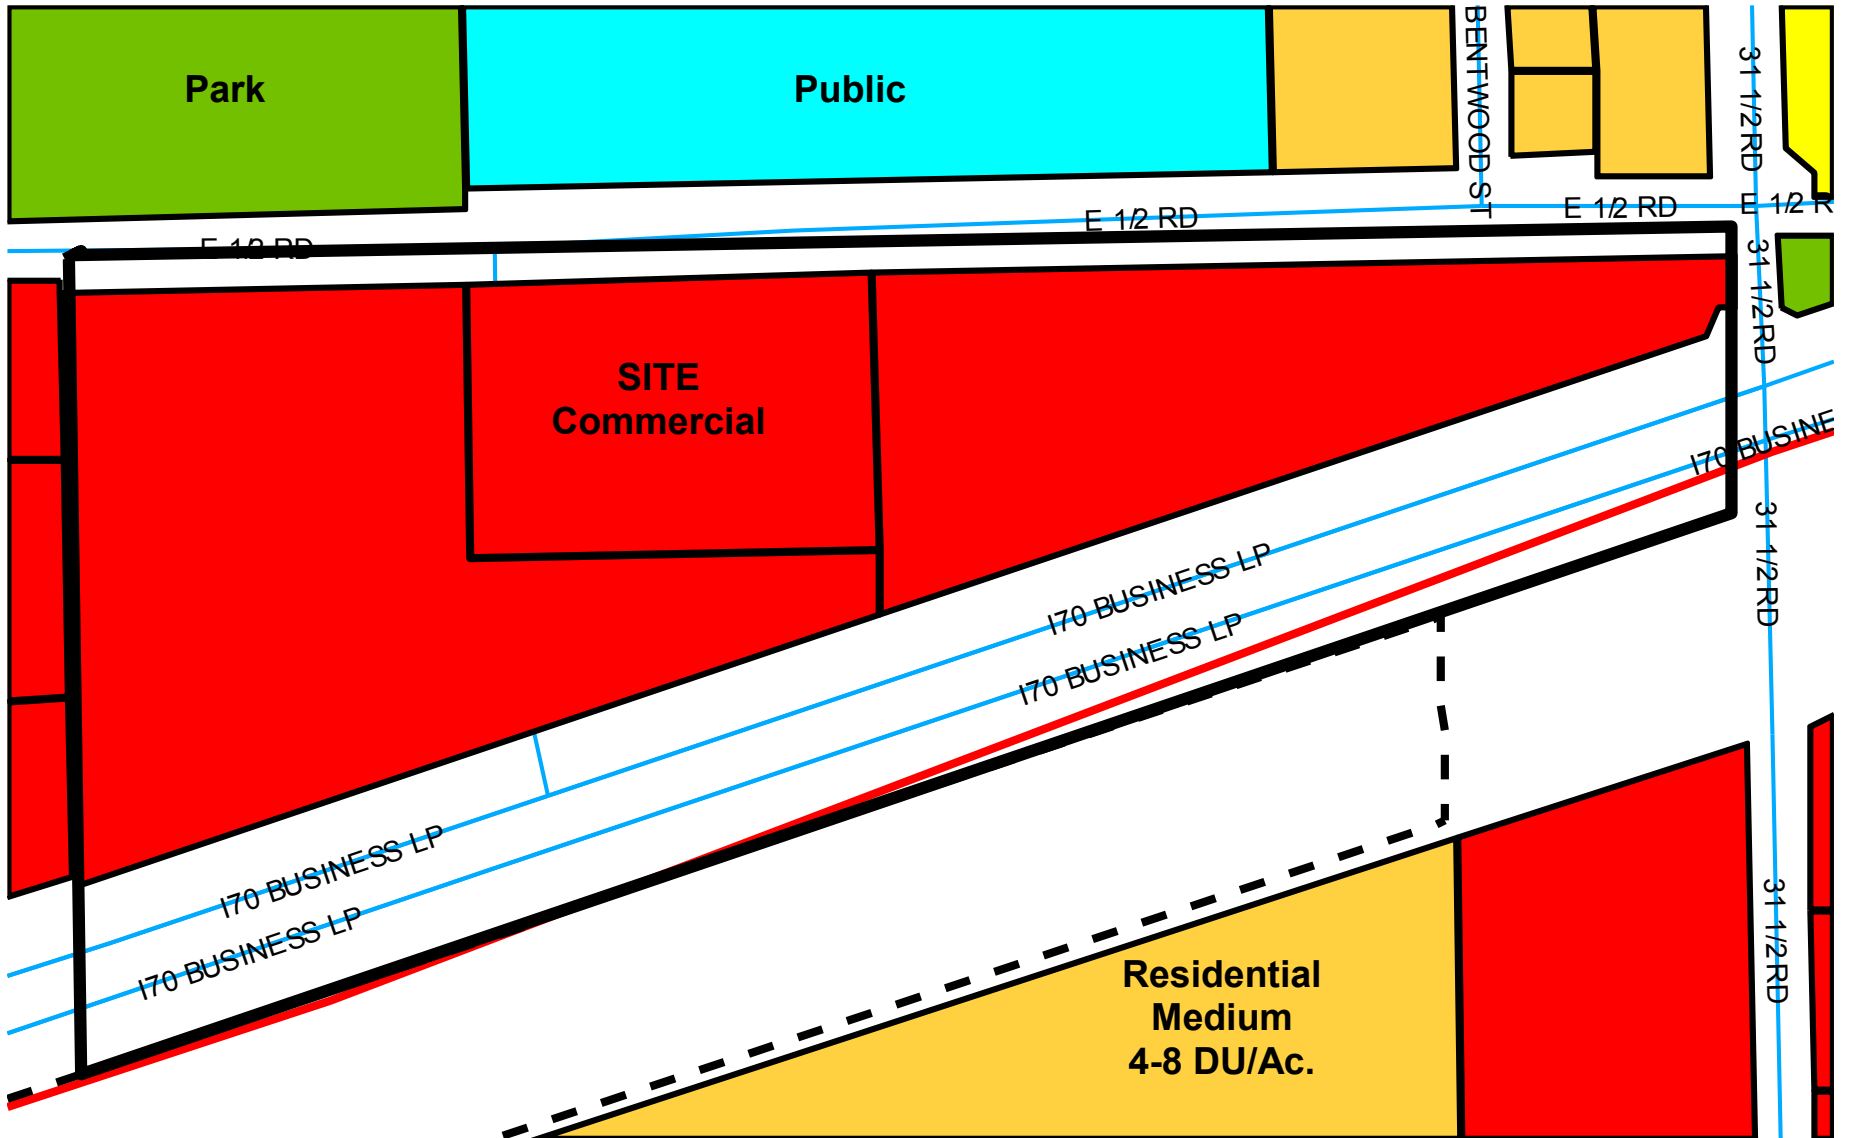 Park
Public
BENTWOOD ST
31 1/2 RD
E 1/2 RD
E 1/2 RD
E 1/2 RD
E 1/2 R
31 1/2 RD
SITE
Commercial
I70 BUSINE
31 1/2 RD
I70 BUSINESS LP
I70 BUSINESS LP
I70 BUSINESS LP
I70 BUSINESS LP
31 1/2 RD
Residential
Medium
4-8 DU/Ac.